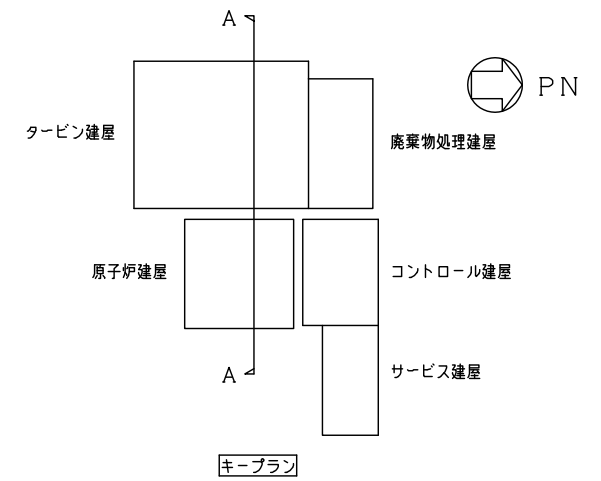 A
PN
タービン建屋
廃棄物処理建屋
原子炉建屋
コントロール建屋
A
サービス建屋
キープラン